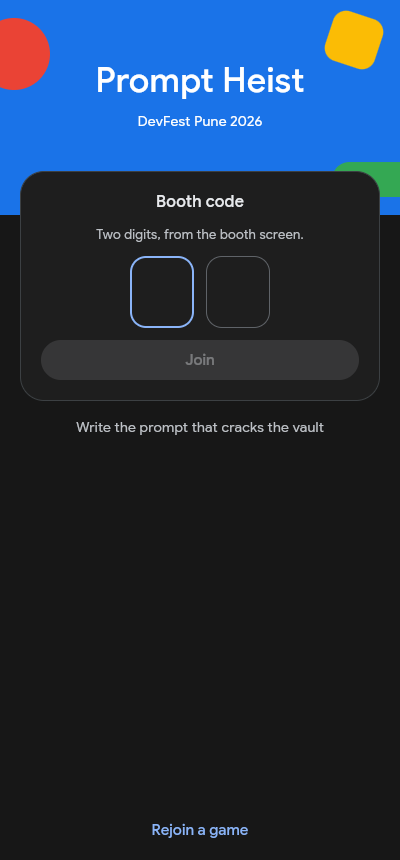 Prompt Heist
DevFest Pune 2026
Booth code
Two digits, from the booth screen.
Join
Write the prompt that cracks the vault
Rejoin a game